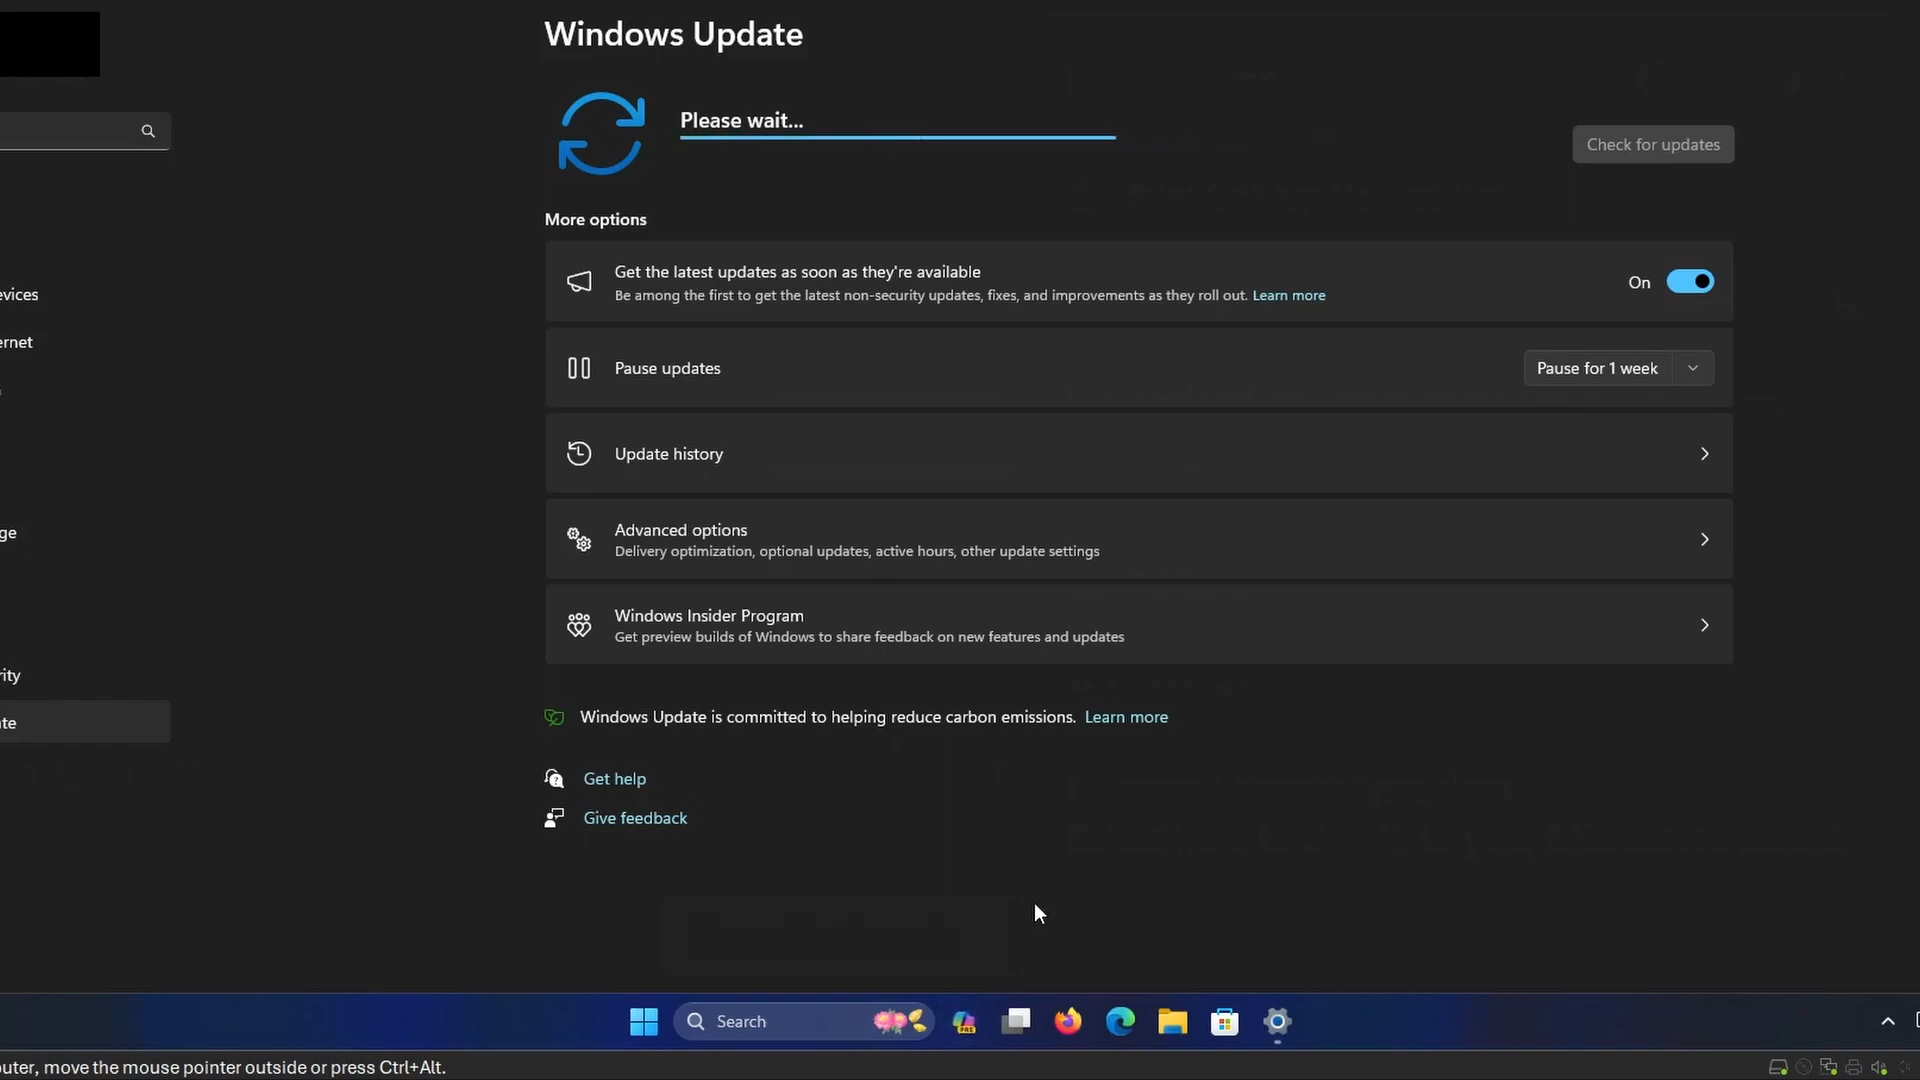 Windows Update
Please wait...
Check for updates
More options
Get the latest updates as soon as they're available
Be among the first to get the latest non-security updates, fixes, and improvements as they roll out. Learn more
On
evices
Pause updates
Pause for 1 week
ernet
Update history
Advanced options
Delivery optimization, optional updates, active hours, other update settings
ge
Windows Insider Program
Get preview builds of Windows to share feedback on new features and updates
rity
Windows Update is committed to helping reduce carbon emissions. Learn more
te
Get help
Give feedback
Search
PRE
outer, move the mouse pointer outside or press Ctrl+Alt.